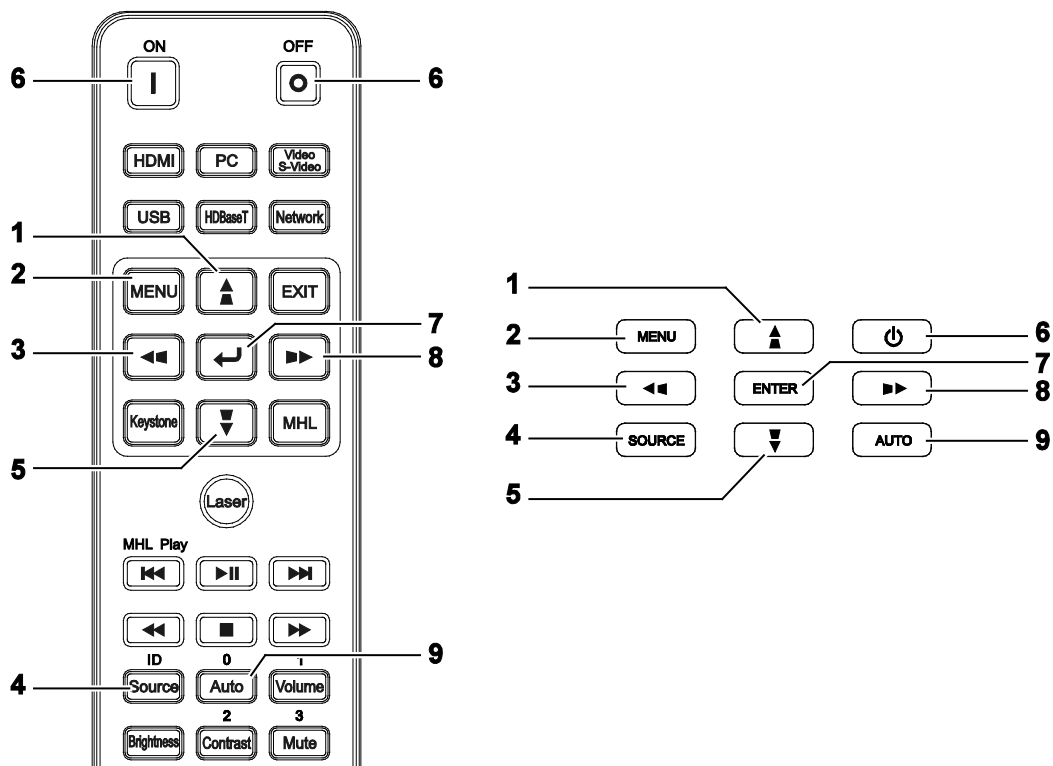 ON OFF
6 6
HDMI PC Video S-Video
USB HDBaseT Network
1
2 MENU EXIT
7
3 8
Keystone MHL
5
Laser
MHL Play
ID 0 1
9
4 Source Auto Volume
2 3
Brightness Contrast Mute
1
2 MENU 6
7
3 ENTER 8
4 SOURCE AUTO 9
5